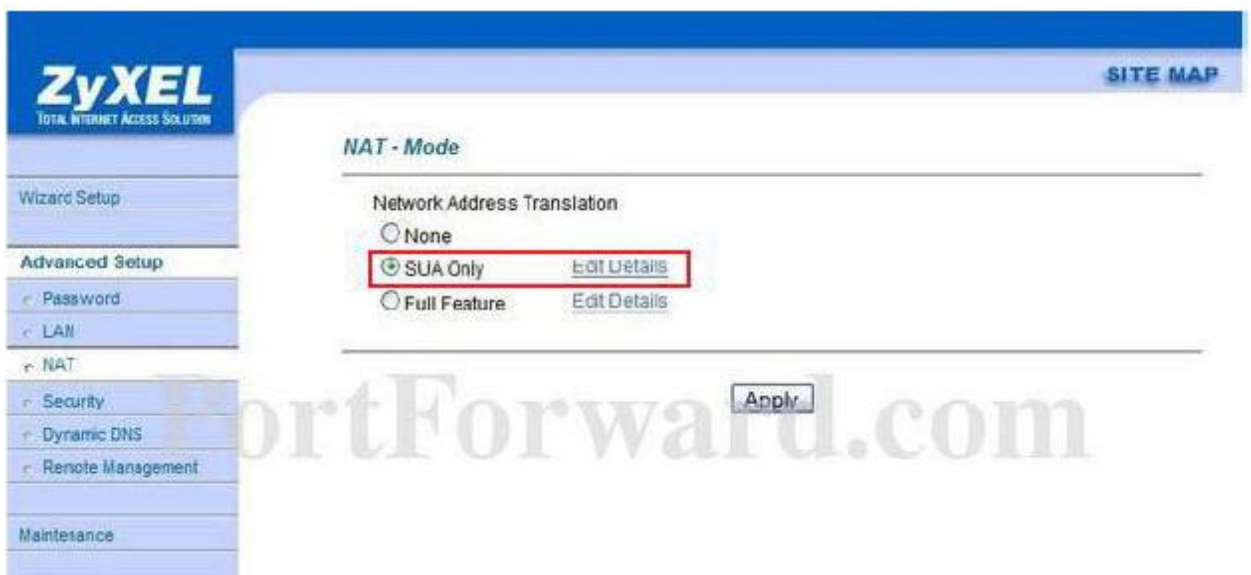 ZyXEL
TOTAL INTERNET ACCESS SOLUTION
SITE MAP
NAT - Mode
Wizard Setup
Network Address Translation
None
Advanced Setup
SUA Only Edit Details
Password
Full Feature Edit Details
LAN
NAT
Security
Apply
PortForward.com
Dynamic DNS
Remote Management
Maintenance